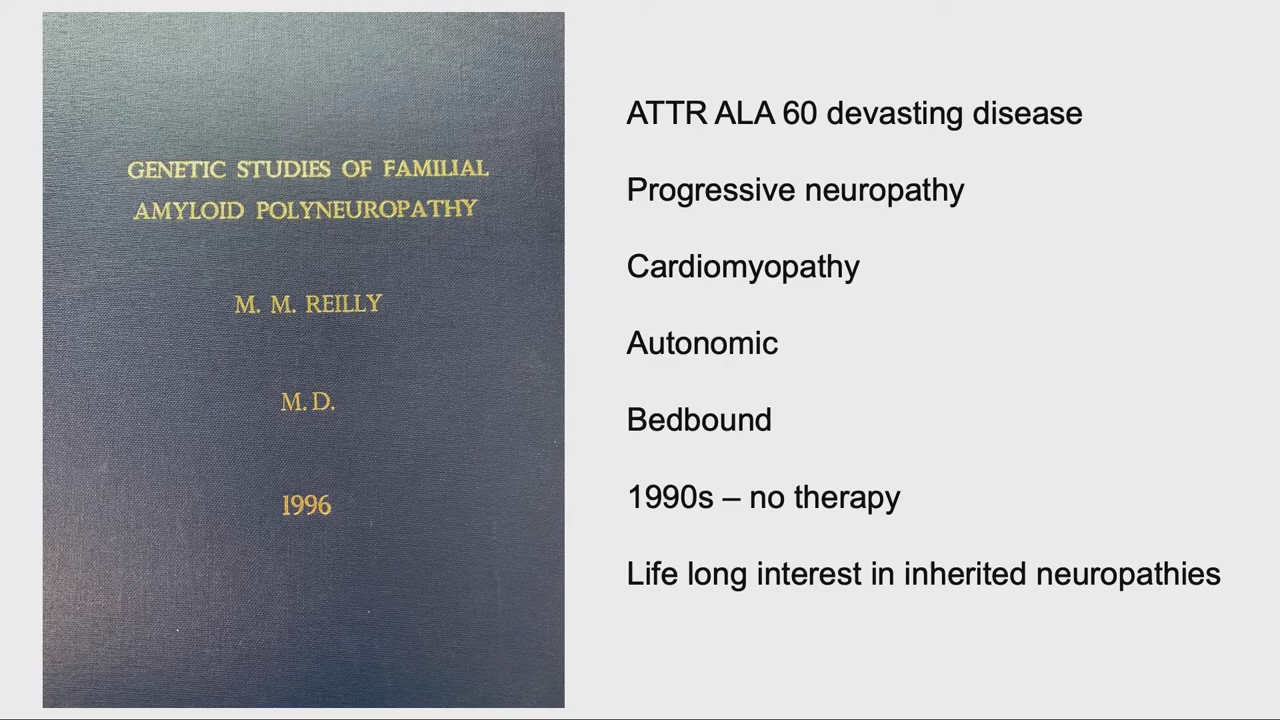 GENETIC STUDIES OF FAMILIAL
AMYLOID POLYNEUROPATHY
M. M. REILLY
M. D.
1996
ATTR ALA 60 devasting disease
Progressive neuropathy
Cardiomyopathy
Autonomic
Bedbound
1990s – no therapy
Life long interest in inherited neuropathies